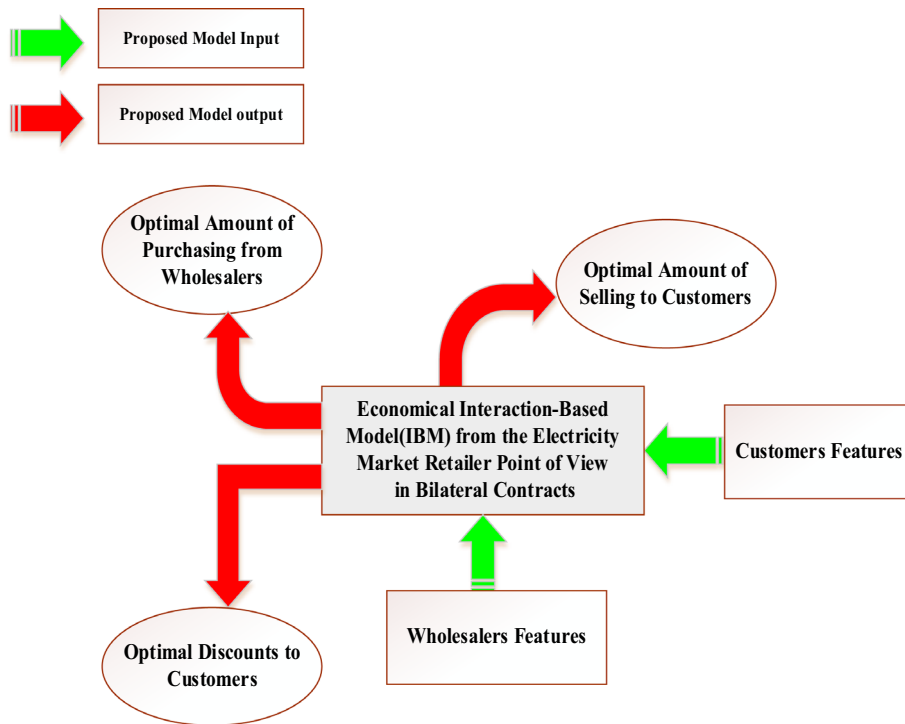 Proposed Model Input
Proposed Model output
Optimal Amount of
Purchasing from
Wholesalers
Optimal Amount of
Selling to Customers
Economical Interaction-Based
Model(IBM) from the Electricity
Market Retailer Point of View
in Bilateral Contracts
Customers Features
Wholesalers Features
Optimal Discounts to
Customers